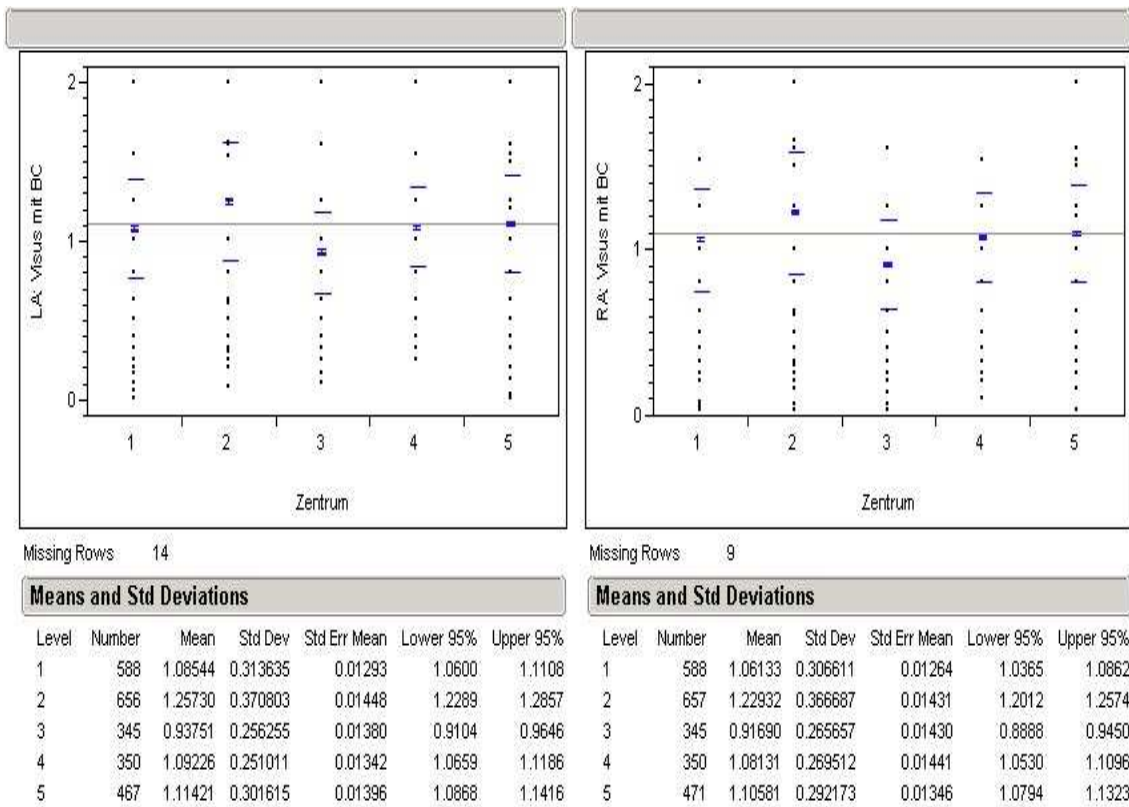 2
LA: Visus mit BC
1
0
1 2 3 4 5
Zentrum
Missing Rows 14
Means and Std Deviations
Level Number Mean Std Dev Std Err Mean Lower 95% Upper 95%
1 588 1.08544 0.313635 0.01293 1.0600 1.1108
2 656 1.25730 0.370803 0.01448 1.2289 1.2857
3 345 0.93751 0.256255 0.01380 0.9104 0.9646
4 350 1.09226 0.251011 0.01342 1.0659 1.1186
5 467 1.11421 0.301615 0.01396 1.0868 1.1416
2
RA: Visus mit BC
1
0
1 2 3 4 5
Zentrum
Missing Rows 9
Means and Std Deviations
Level Number Mean Std Dev Std Err Mean Lower 95% Upper 95%
1 588 1.06133 0.306611 0.01264 1.0365 1.0862
2 657 1.22932 0.366687 0.01431 1.2012 1.2574
3 345 0.91690 0.265657 0.01430 0.8888 0.9450
4 350 1.08131 0.269512 0.01441 1.0530 1.1096
5 471 1.10581 0.292173 0.01346 1.0794 1.1323